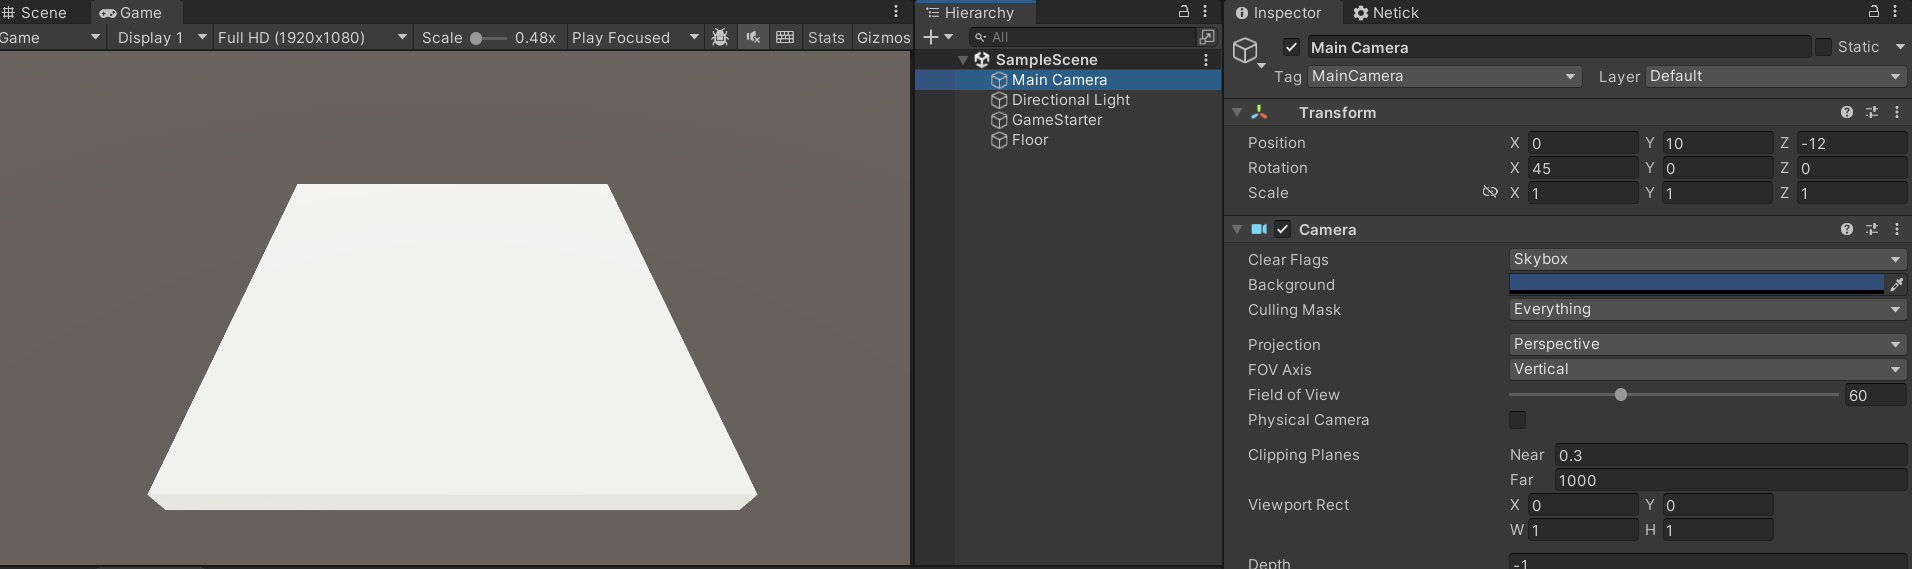 Scene
Game
Game
Display 1
Full HD (1920x1080)
Scale
0.48x
Play Focused
Stats
Gizmos
Hierarchy
All
SampleScene
Main Camera
Directional Light
GameStarter
Floor
Inspector
Netick
Main Camera
Static
Tag MainCamera
Layer Default
Transform
Position X 0 Y 10 Z -12
Rotation X 45 Y 0 Z 0
Scale X 1 Y 1 Z 1
Camera
Clear Flags Skybox
Background
Culling Mask Everything
Projection Perspective
FOV Axis Vertical
Field of View 60
Physical Camera
Clipping Planes Near 0.3
Far 1000
Viewport Rect X 0 Y 0
W 1 H 1
Depth -1